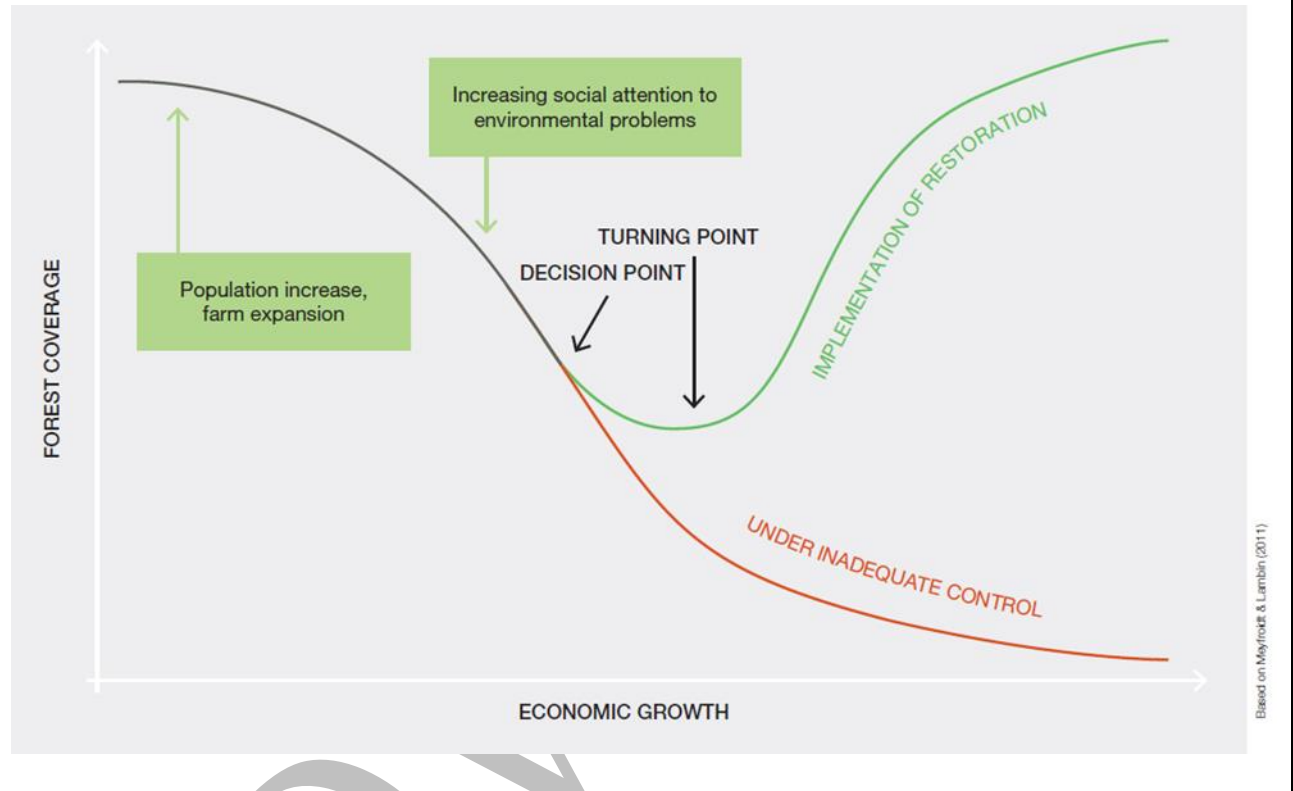 Increasing social attention to
environmental problems
TURNING POINT
DECISION POINT
Population increase,
farm expansion
IMPLEMENTATION OF RESTORATION
UNDER INADEQUATE CONTROL
FOREST COVERAGE
ECONOMIC GROWTH
Based on Meyfroidt & Lambin (2011)